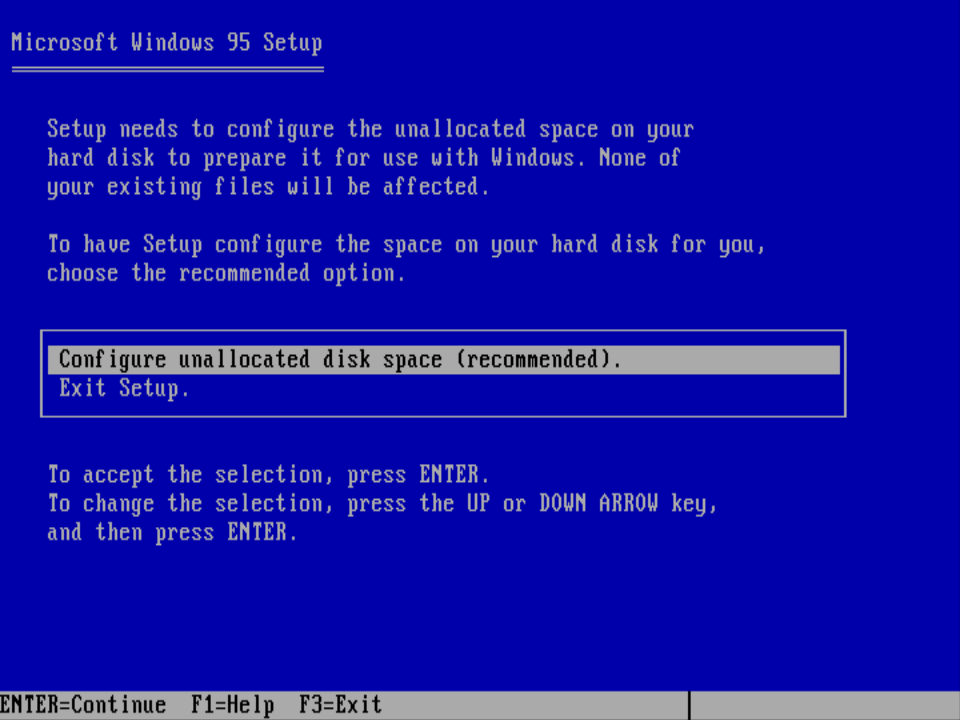 Microsoft Windows 95 Setup
Setup needs to configure the unallocated space on your
hard disk to prepare it for use with Windows. None of
your existing files will be affected.
To have Setup configure the space on your hard disk for you,
choose the recommended option.
Configure unallocated disk space (recommended).
Exit Setup.
To accept the selection, press ENTER.
To change the selection, press the UP or DOWN ARROW key,
and then press ENTER.
ENTER=Continue  F1=Help  F3=Exit